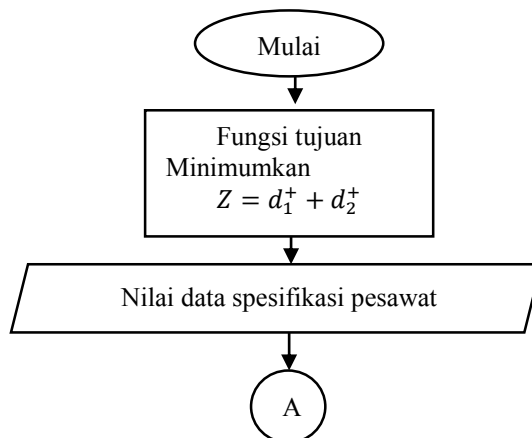 Mulai
Fungsi tujuan
Minimumkan
𝑍 = 𝑑₁⁺ + 𝑑₂⁺
Nilai data spesifikasi pesawat
A